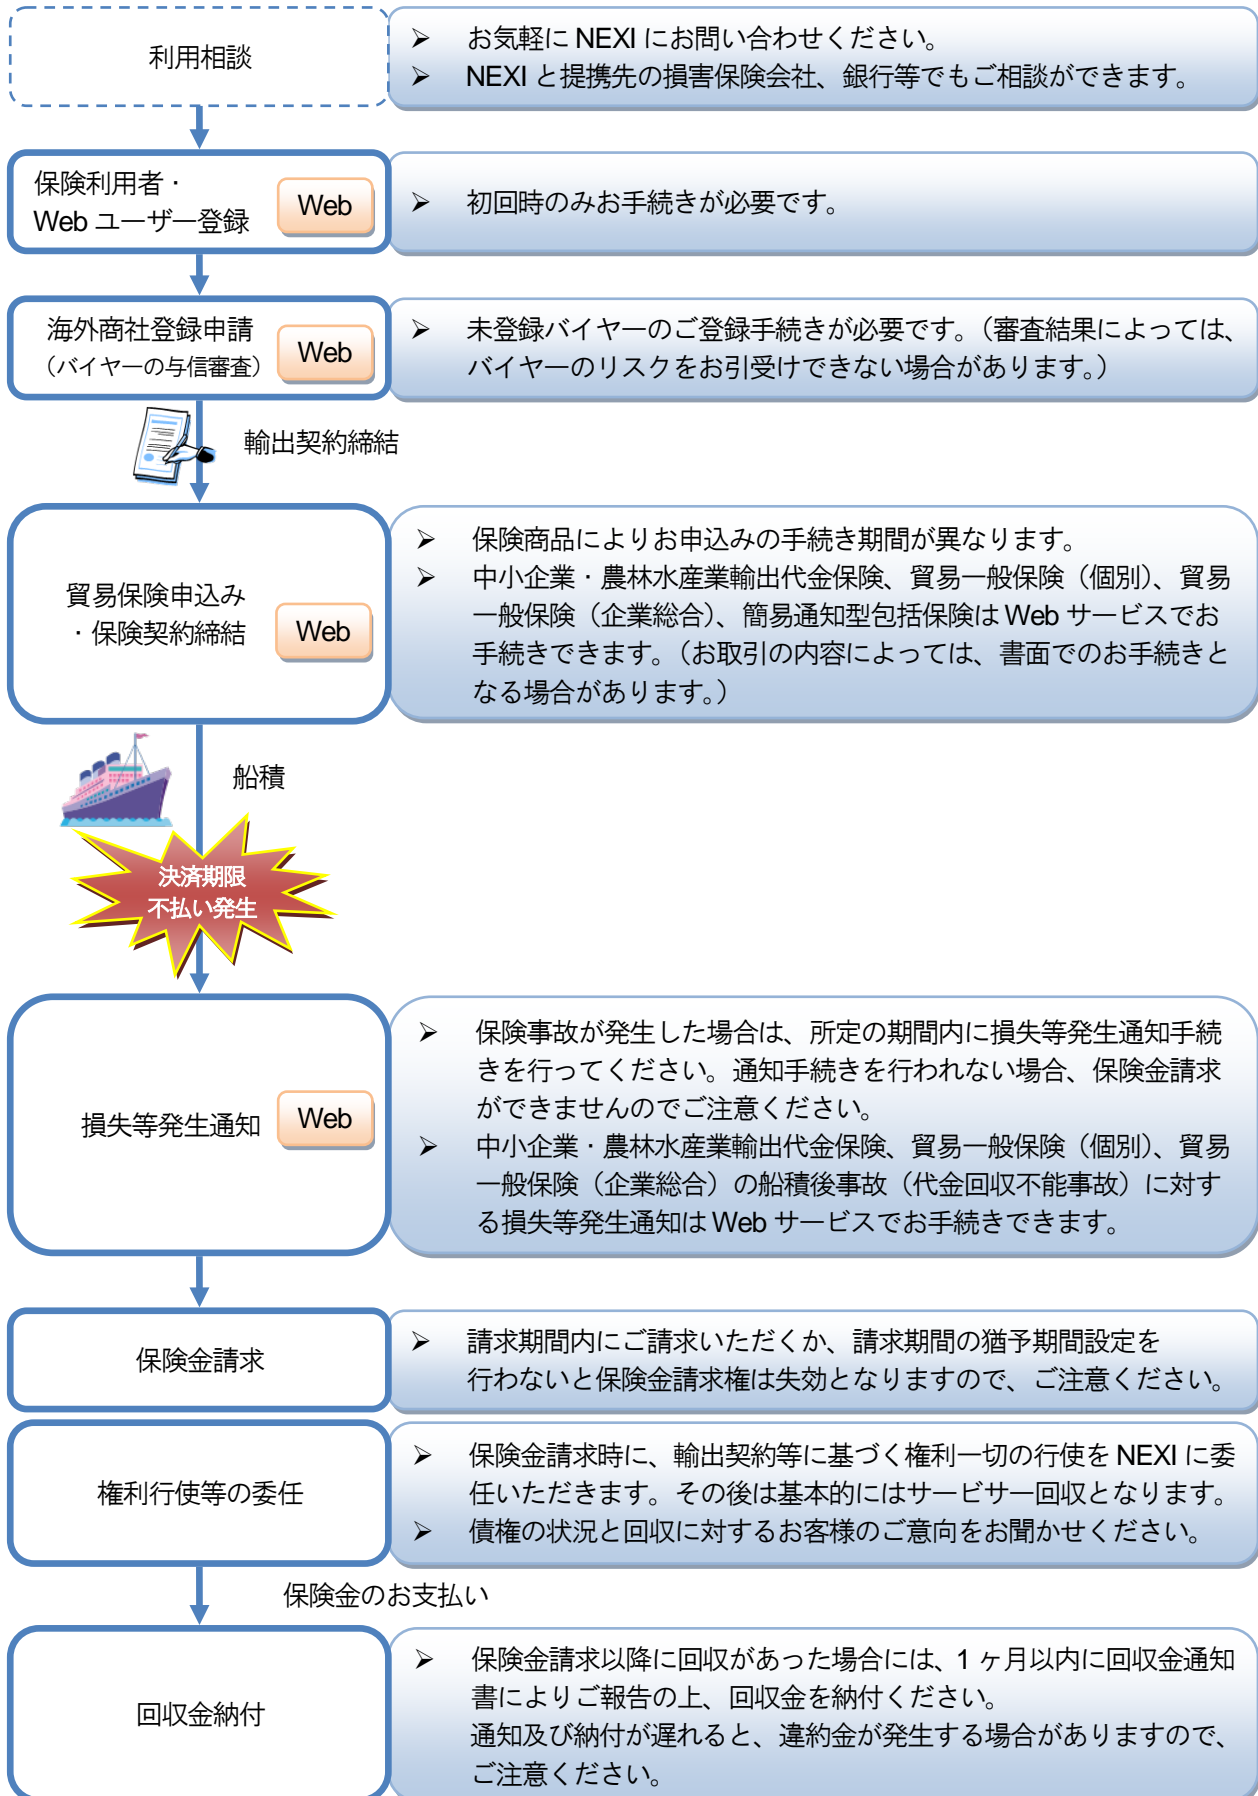 利用相談
➢ お気軽に NEXI にお問い合わせください。
➢ NEXI と提携先の損害保険会社、銀行等でもご相談ができます。
保険利用者・
Web ユーザー登録
Web
➢ 初回時のみお手続きが必要です。
海外商社登録申請
（バイヤーの与信審査）
Web
➢ 未登録バイヤーのご登録手続きが必要です。（審査結果によっては、
バイヤーのリスクをお引受けできない場合があります。）
輸出契約締結
貿易保険申込み
・保険契約締結
Web
➢ 保険商品によりお申込みの手続き期間が異なります。
➢ 中小企業・農林水産業輸出代金保険、貿易一般保険（個別）、貿易
一般保険（企業総合）、簡易通知型包括保険は Web サービスでお
手続きできます。（お取引の内容によっては、書面でのお手続きと
なる場合があります。）
船積
決済期限
不払い発生
損失等発生通知
Web
➢ 保険事故が発生した場合は、所定の期間内に損失等発生通知手続
きを行ってください。通知手続きを行われない場合、保険金請求
ができませんのでご注意ください。
➢ 中小企業・農林水産業輸出代金保険、貿易一般保険（個別）、貿易
一般保険（企業総合）の船積後事故（代金回収不能事故）に対す
る損失等発生通知は Web サービスでお手続きできます。
保険金請求
➢ 請求期間内にご請求いただくか、請求期間の猶予期間設定を
行わないと保険金請求権は失効となりますので、ご注意ください。
権利行使等の委任
➢ 保険金請求時に、輸出契約等に基づく権利一切の行使を NEXI に委
任いただきます。その後は基本的にはサービサー回収となります。
➢ 債権の状況と回収に対するお客様のご意向をお聞かせください。
保険金のお支払い
回収金納付
➢ 保険金請求以降に回収があった場合には、1 ヶ月以内に回収金通知
書によりご報告の上、回収金を納付ください。
通知及び納付が遅れると、違約金が発生する場合がありますので、
ご注意ください。